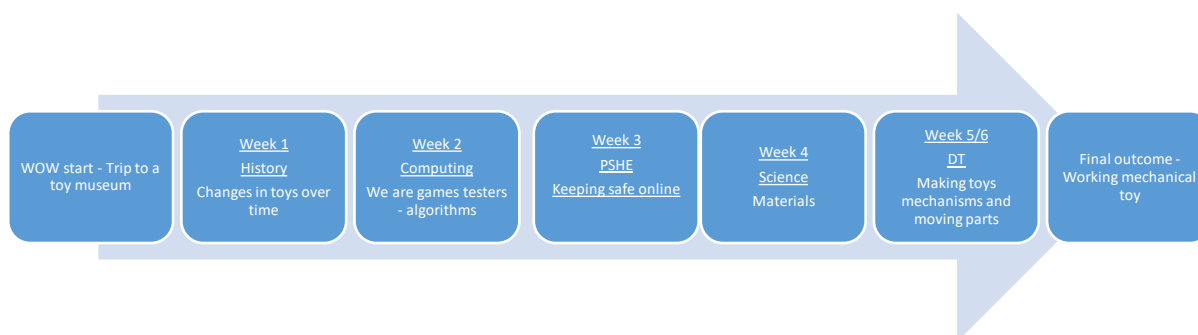 WOW start - Trip to a
toy museum
Week 1
History
Changes in toys over
time
Week 2
Computing
We are games testers
- algorithms
Week 3
PSHE
Keeping safe online
Week 4
Science
Materials
Week 5/6
DT
Making toys
mechanisms and
moving parts
Final outcome -
Working mechanical
toy